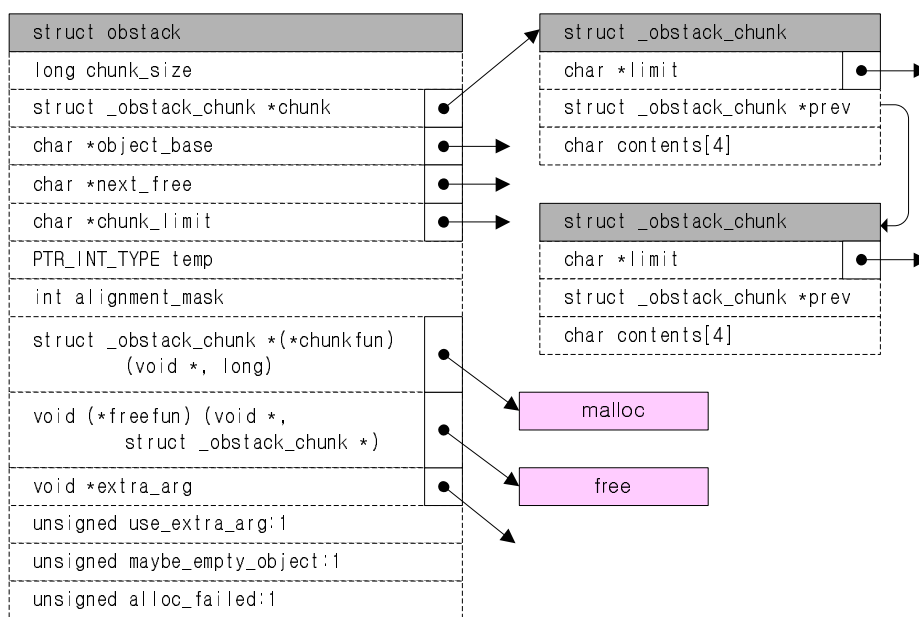 struct obstack
long chunk_size
struct _obstack_chunk *chunk
char *object_base
char *next_free
char *chunk_limit
PTR_INT_TYPE temp
int alignment_mask
struct _obstack_chunk *(*chunkfun)
(void *, long)
void (*freefun) (void *,
struct _obstack_chunk *)
void *extra_arg
unsigned use_extra_arg:1
unsigned maybe_empty_object:1
unsigned alloc_failed:1
struct _obstack_chunk
char *limit
struct _obstack_chunk *prev
char contents[4]
struct _obstack_chunk
char *limit
struct _obstack_chunk *prev
char contents[4]
malloc
free